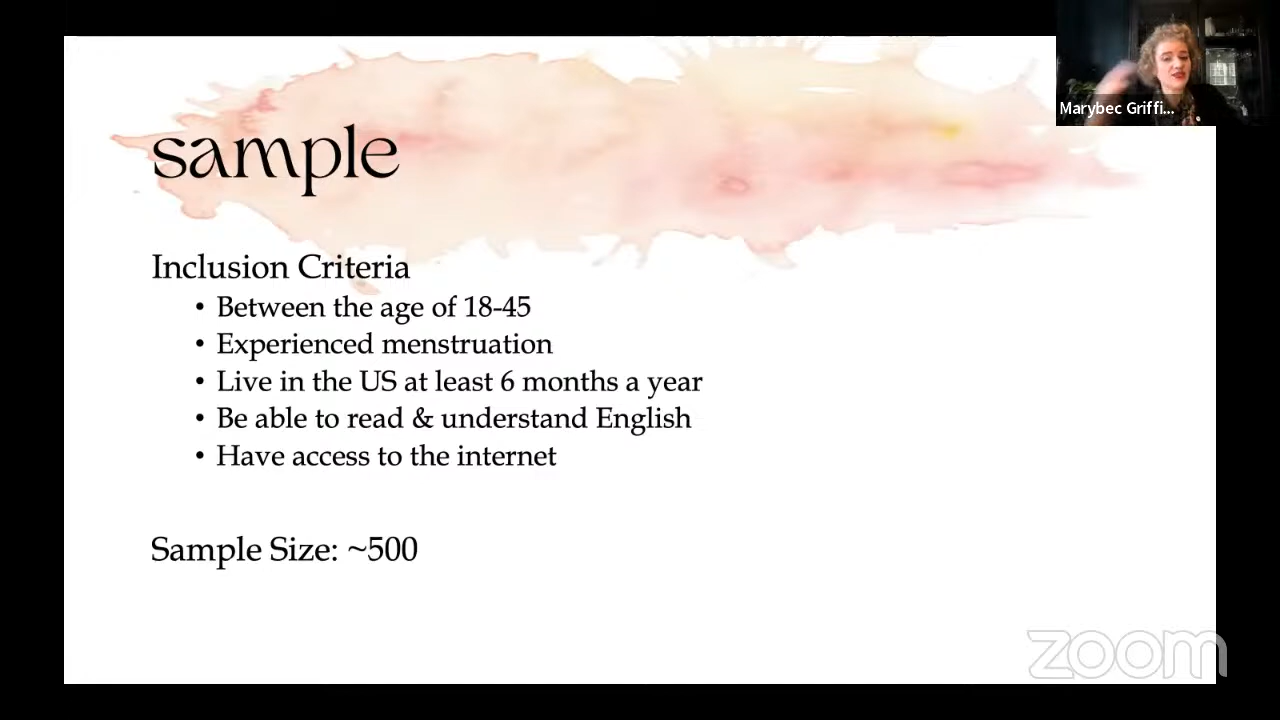 Marybec Griffi...
sample
Inclusion Criteria
• Between the age of 18-45
• Experienced menstruation
• Live in the US at least 6 months a year
• Be able to read & understand English
• Have access to the internet
Sample Size: ~500
zoom